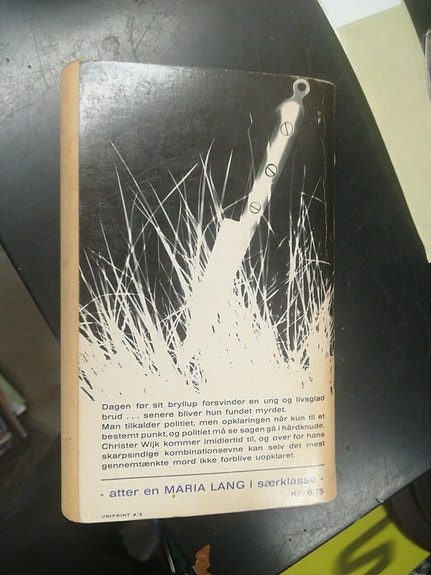 Dagen før sit bryllup forsvinder en ung og livsglad
brud ... senere bliver hun fundet myrdet.
Man tilkalder politiet, men opklaringen når kun til et
bestemt punkt, og politiet må se sagen gå i hårdknude.
Christer Wijk kommer imidlertid til, og over for hans
skarpsindige kombinationsevne kan selv det mest
gennemtænkte mord ikke forblive uopklaret.
- atter en MARIA LANG i særklasse -
Kr. 6.75
UNIPRINT A/S